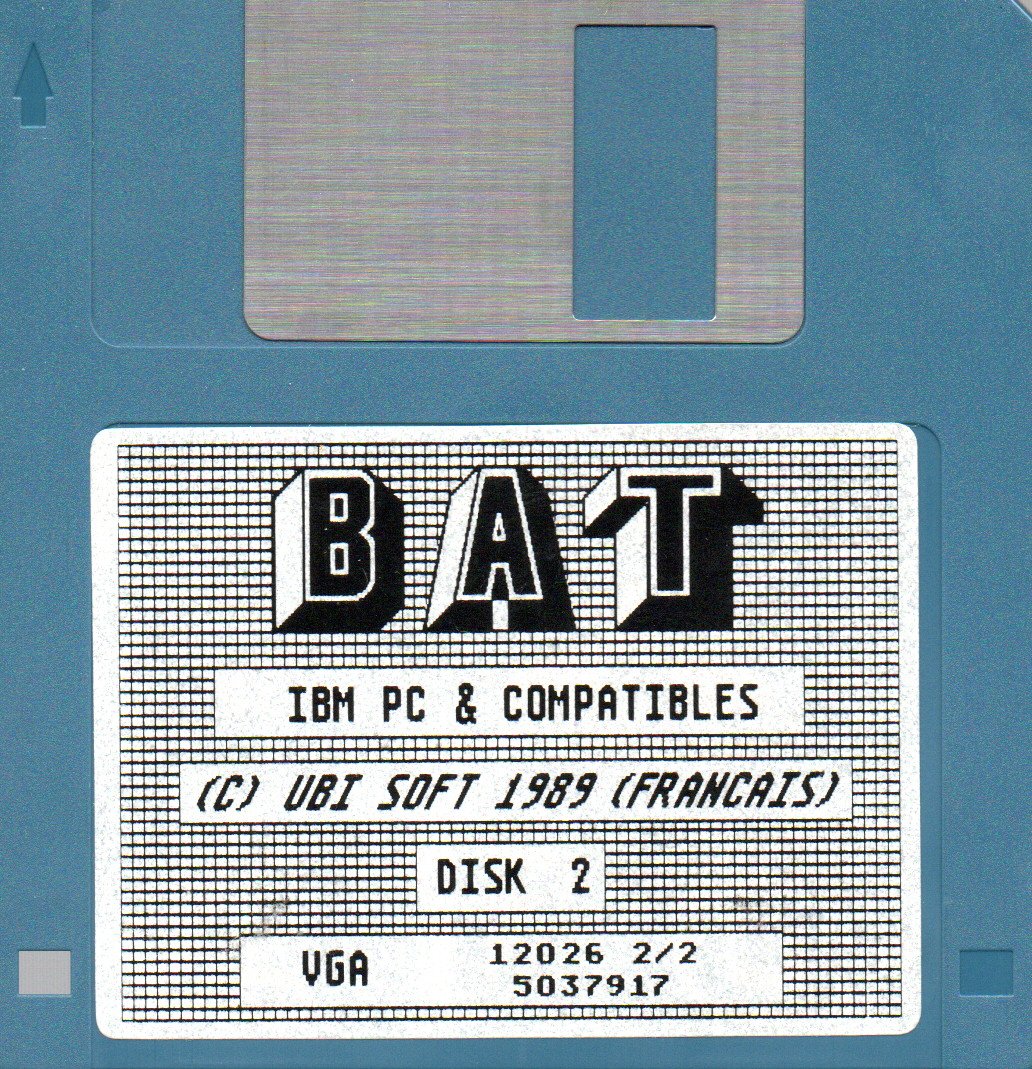 BAT
IBM PC & COMPATIBLES
(C) UBI SOFT 1989 (FRANCAIS)
DISK 2
VGA 12026 2/2
5037917